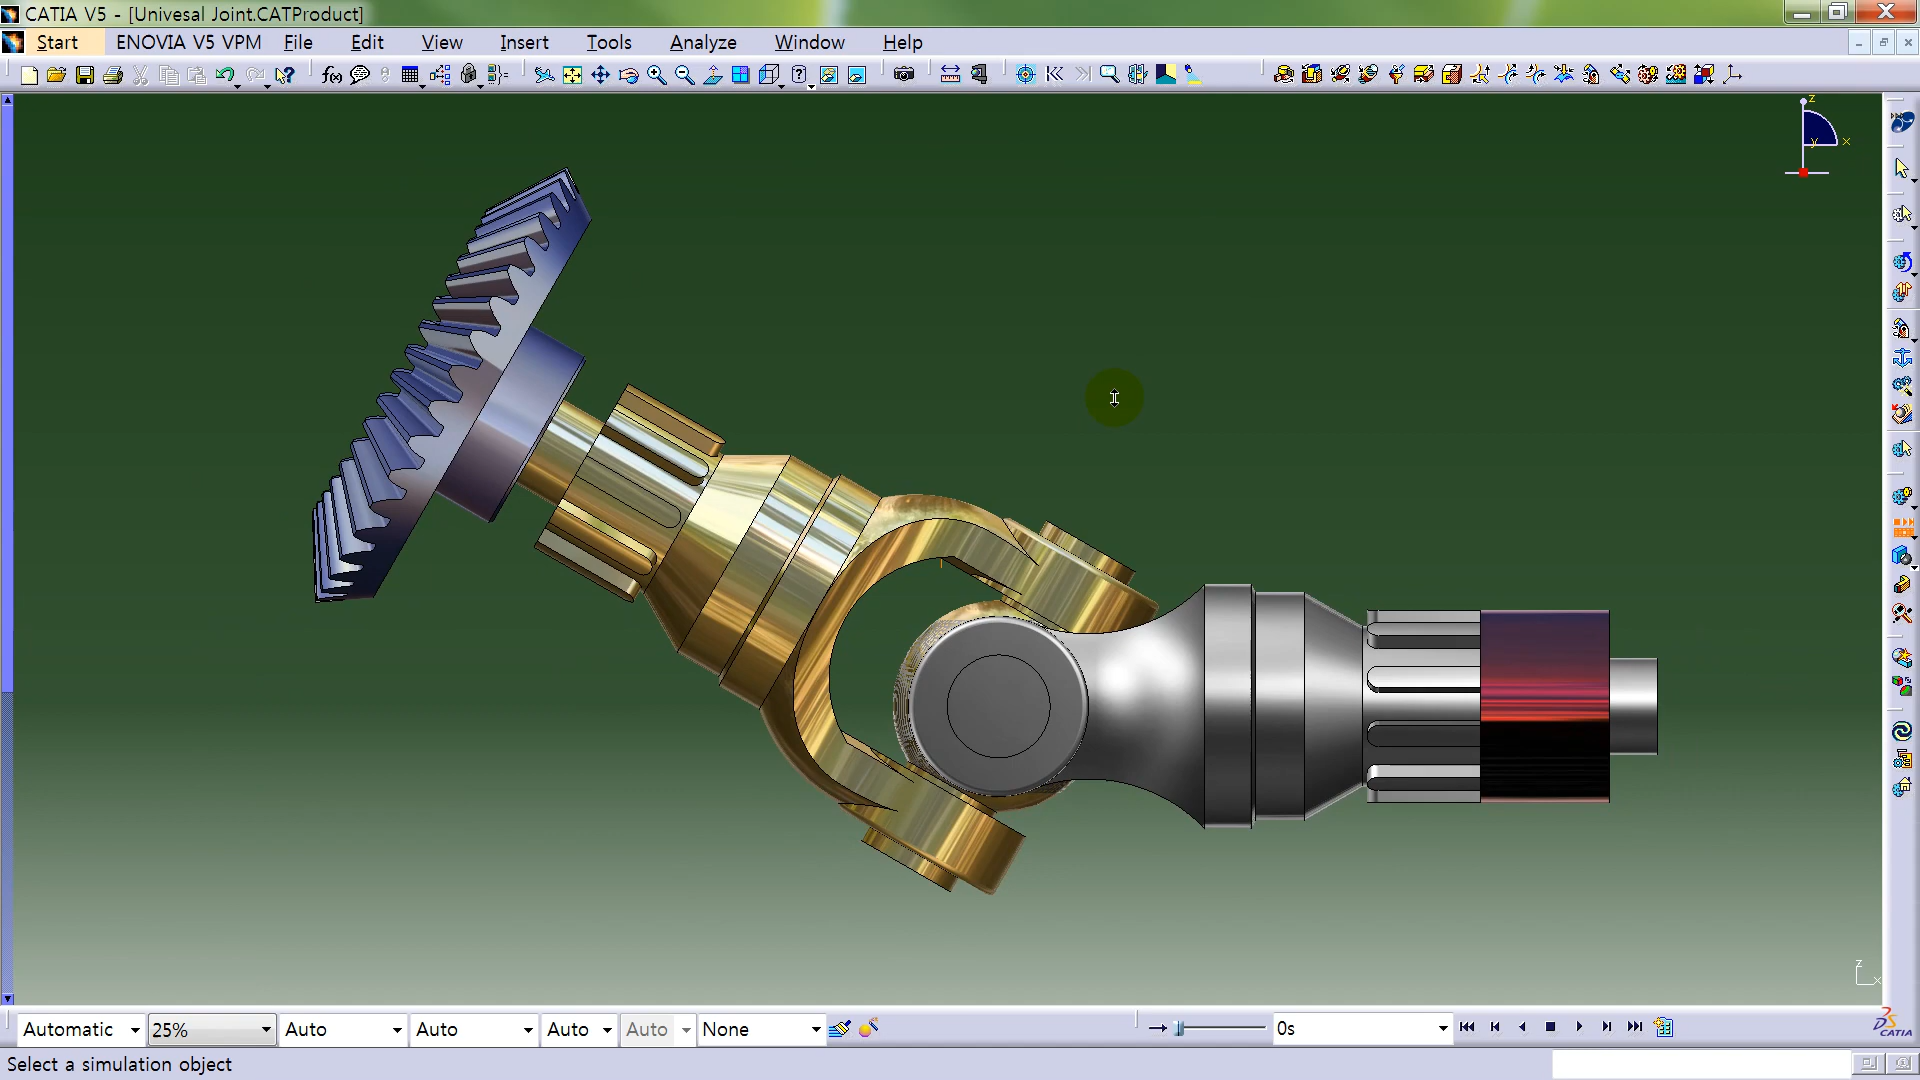 CATIA V5 - [Univesal Joint.CATProduct]
Start ENOVIA V5 VPM File Edit View Insert Tools Analyze Window Help
f(x)
z
y x
z
x
Automatic 25% Auto Auto Auto Auto None 0s
CATIA
Select a simulation object